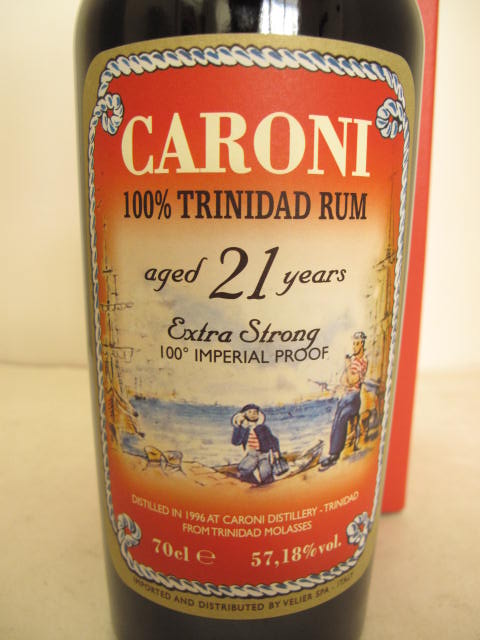 CARONI
100% TRINIDAD RUM
aged 21 years
Extra Strong
100° IMPERIAL PROOF
DISTILLED IN 1996 AT CARONI DISTILLERY - TRINIDAD
FROM TRINIDAD MOLASSES
70cl ℮ 57,18%vol.
IMPORTED AND DISTRIBUTED BY VELIER SPA - ITALY